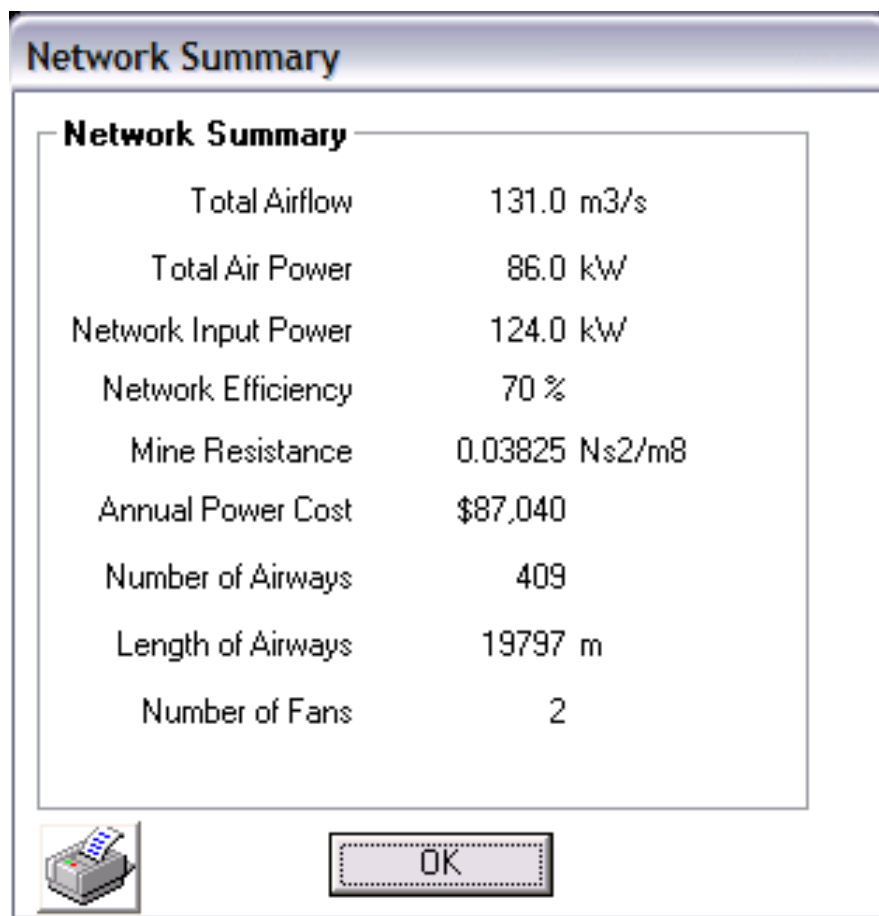 Network Summary
Network Summary
Total Airflow 131.0 m3/s
Total Air Power 86.0 kW
Network Input Power 124.0 kW
Network Efficiency 70 %
Mine Resistance 0.03825 Ns2/m8
Annual Power Cost $87,040
Number of Airways 409
Length of Airways 19797 m
Number of Fans 2
OK